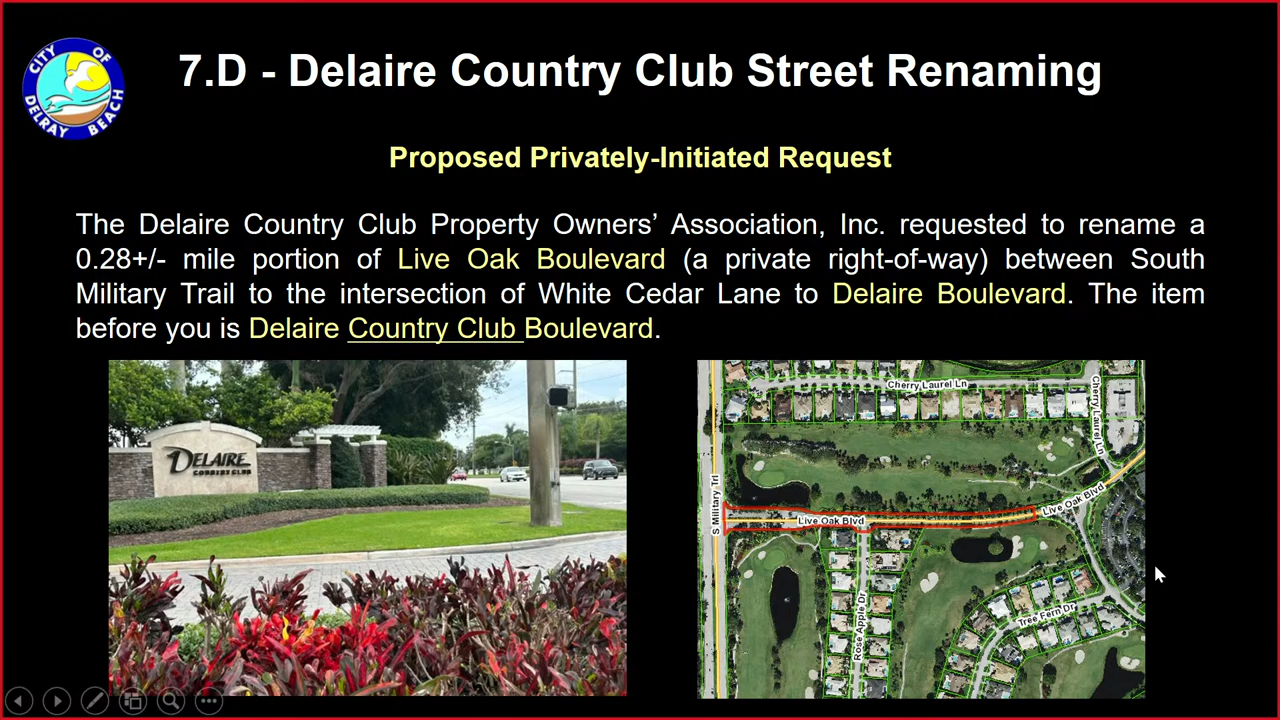 CITY OF
DELRAY BEACH
7.D - Delaire Country Club Street Renaming
Proposed Privately-Initiated Request
The Delaire Country Club Property Owners’ Association, Inc. requested to rename a
0.28+/- mile portion of Live Oak Boulevard (a private right-of-way) between South
Military Trail to the intersection of White Cedar Lane to Delaire Boulevard. The item
before you is Delaire Country Club Boulevard.
DELAIRE
COUNTRY CLUB
Cherry Laurel Ln
Cherry Laurel Ln
S Military Trl
Live Oak Blvd
Live Oak Blvd
Rose Apple Dr
Tree Fern Dr